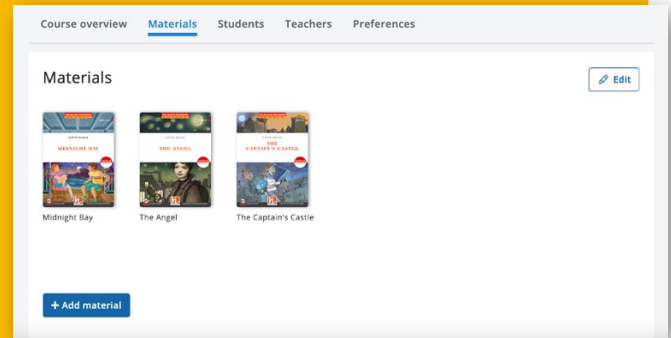 Course overview Materials Students Teachers Preferences
Materials
Edit
MIDNIGHT BAY
THE ANGEL
THE
CAPTAIN'S CASTLE
Midnight Bay
The Angel
The Captain's Castle
+ Add material